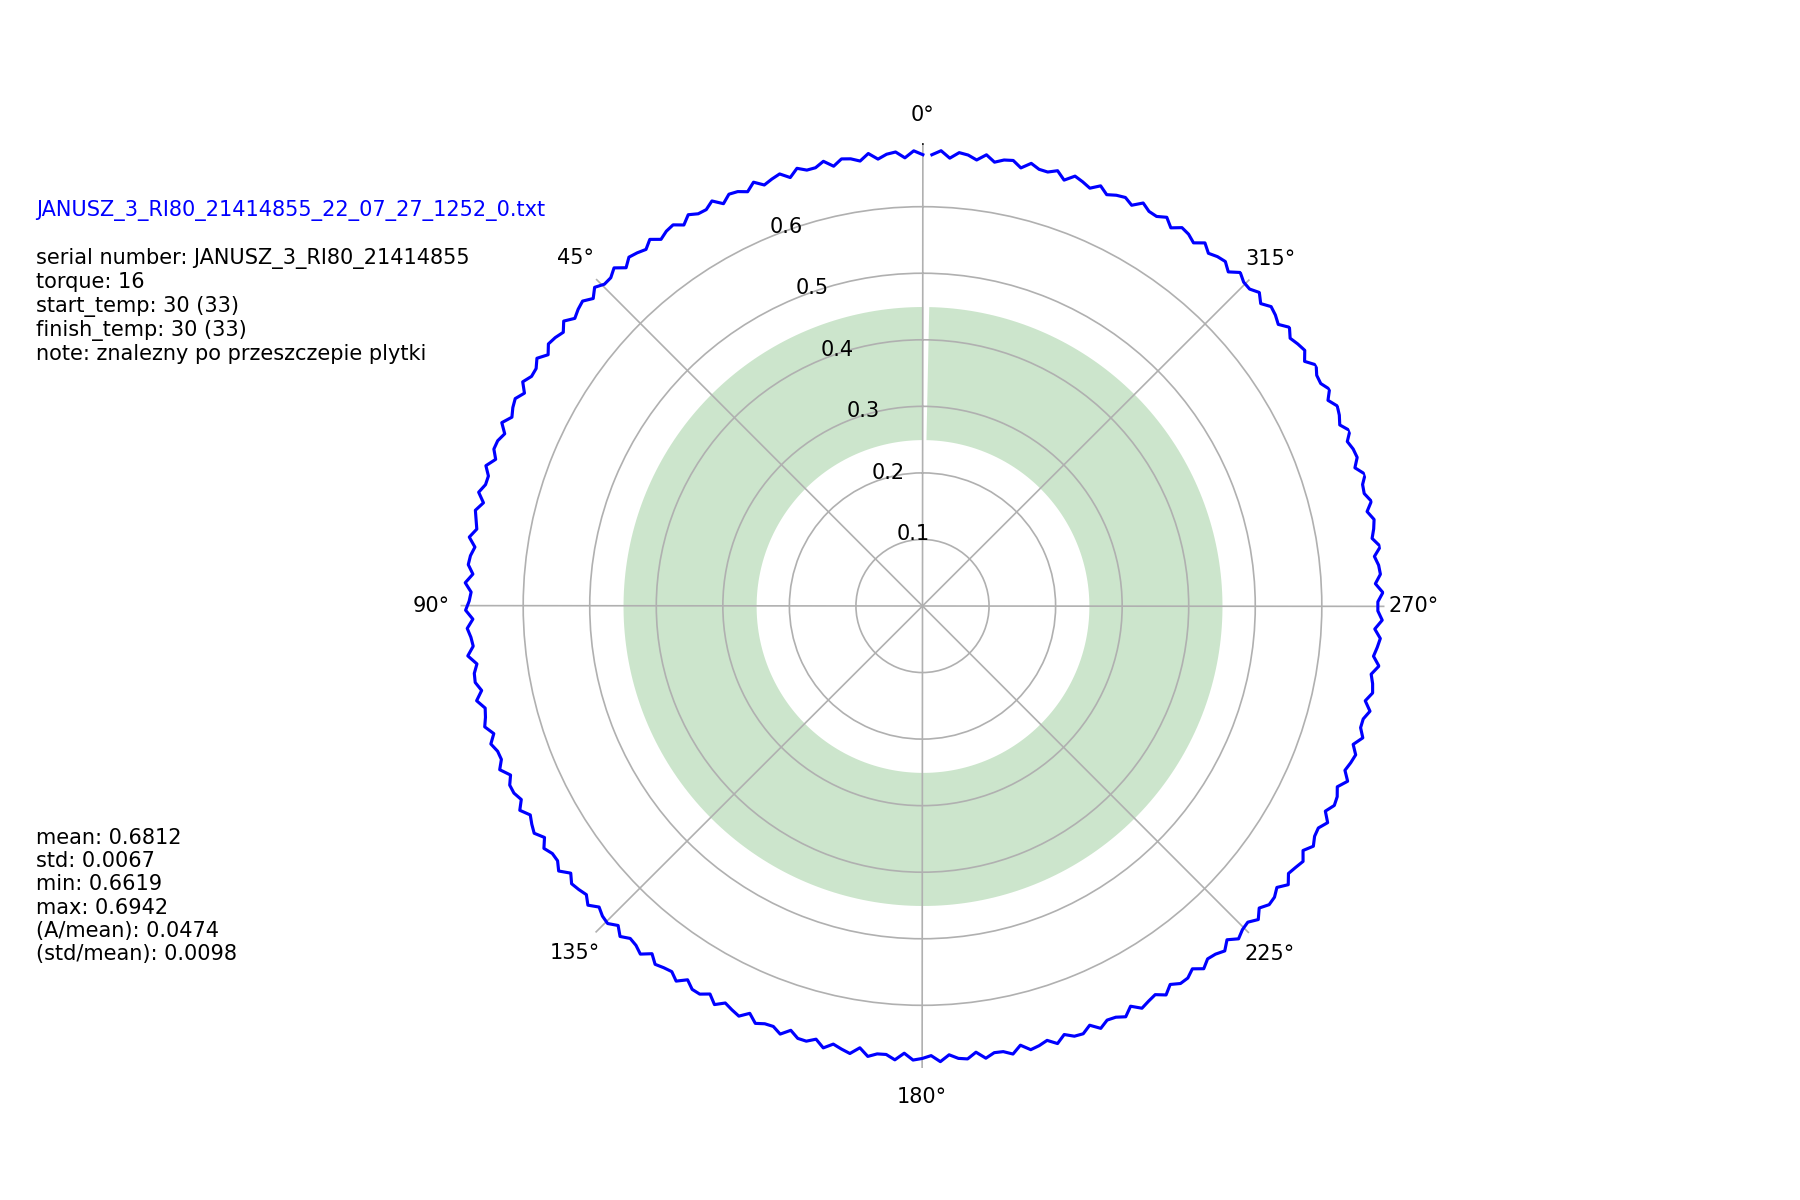 0°
JANUSZ_3_RI80_21414855_22_07_27_1252_0.txt
serial number: JANUSZ_3_RI80_21414855
torque: 16
start_temp: 30 (33)
finish_temp: 30 (33)
note: znalezny po przeszczepie plytki
45°
315°
0.6
0.5
0.4
0.3
0.2
0.1
90°
270°
mean: 0.6812
std: 0.0067
min: 0.6619
max: 0.6942
(A/mean): 0.0474
(std/mean): 0.0098
135°
225°
180°